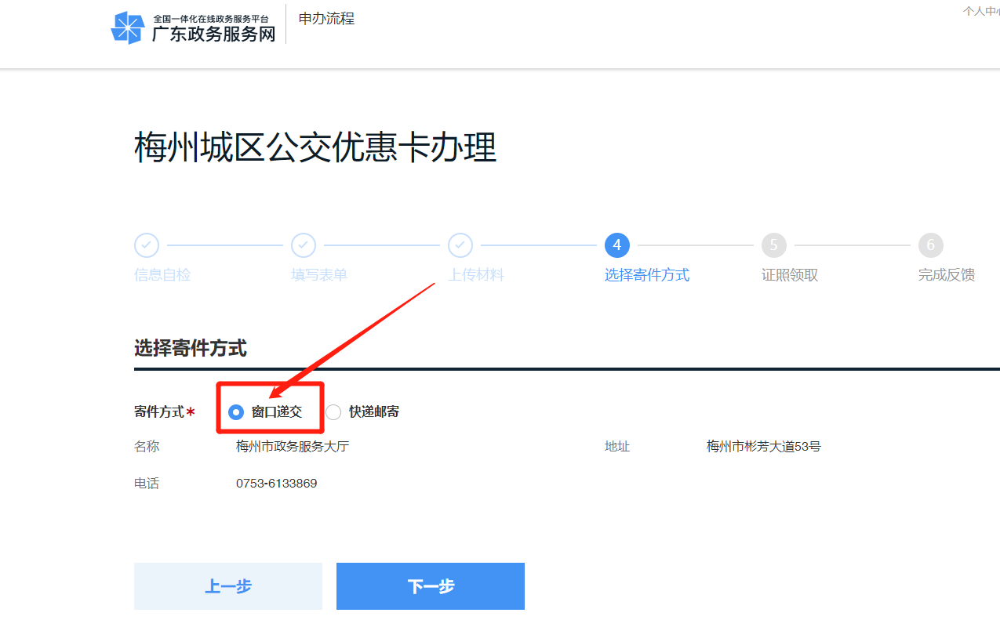 全国一体化在线政务服务平台
广东政务服务网
申办流程
个人中
梅州城区公交优惠卡办理
4
5
6
信息自检
填写表单
上传材料
选择寄件方式
证照领取
完成反馈
选择寄件方式
寄件方式* 窗口递交 快递邮寄
名称 梅州市政务服务大厅 地址 梅州市彬芳大道53号
电话 0753-6133869
上一步 下一步